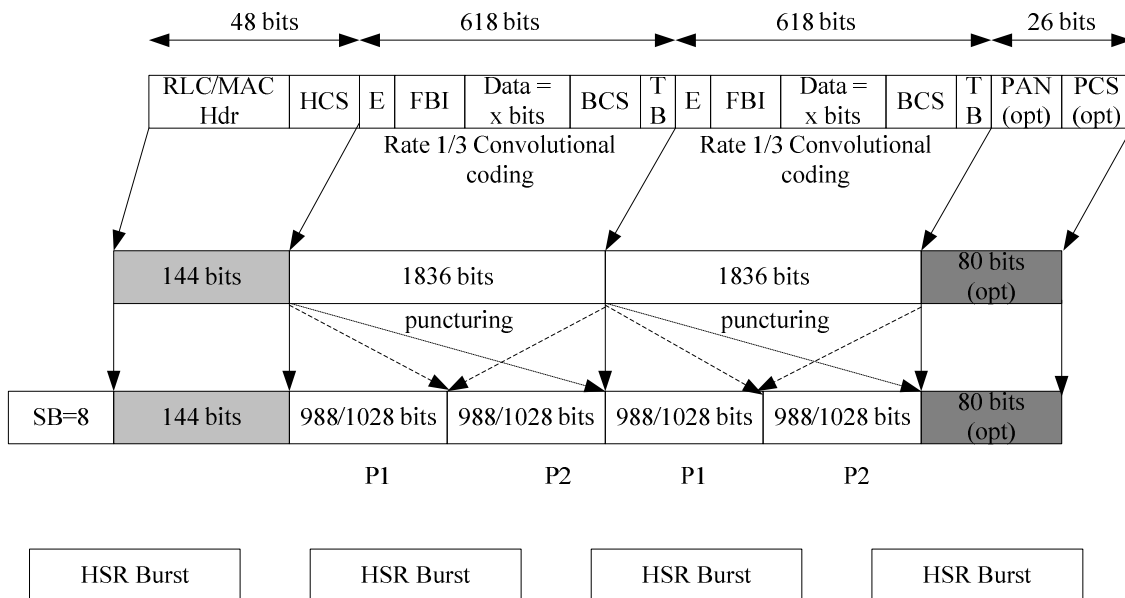 48 bits
618 bits
618 bits
26 bits
RLC/MAC
Hdr
HCS
E
FBI
Data =
x bits
BCS
T
B
E
FBI
Data =
x bits
BCS
T
B
PAN
(opt)
PCS
(opt)
Rate 1/3 Convolutional
coding
Rate 1/3 Convolutional
coding
144 bits
1836 bits
1836 bits
80 bits
(opt)
puncturing
puncturing
SB=8
144 bits
988/1028 bits
988/1028 bits
988/1028 bits
988/1028 bits
80 bits
(opt)
P1
P2
P1
P2
HSR Burst
HSR Burst
HSR Burst
HSR Burst